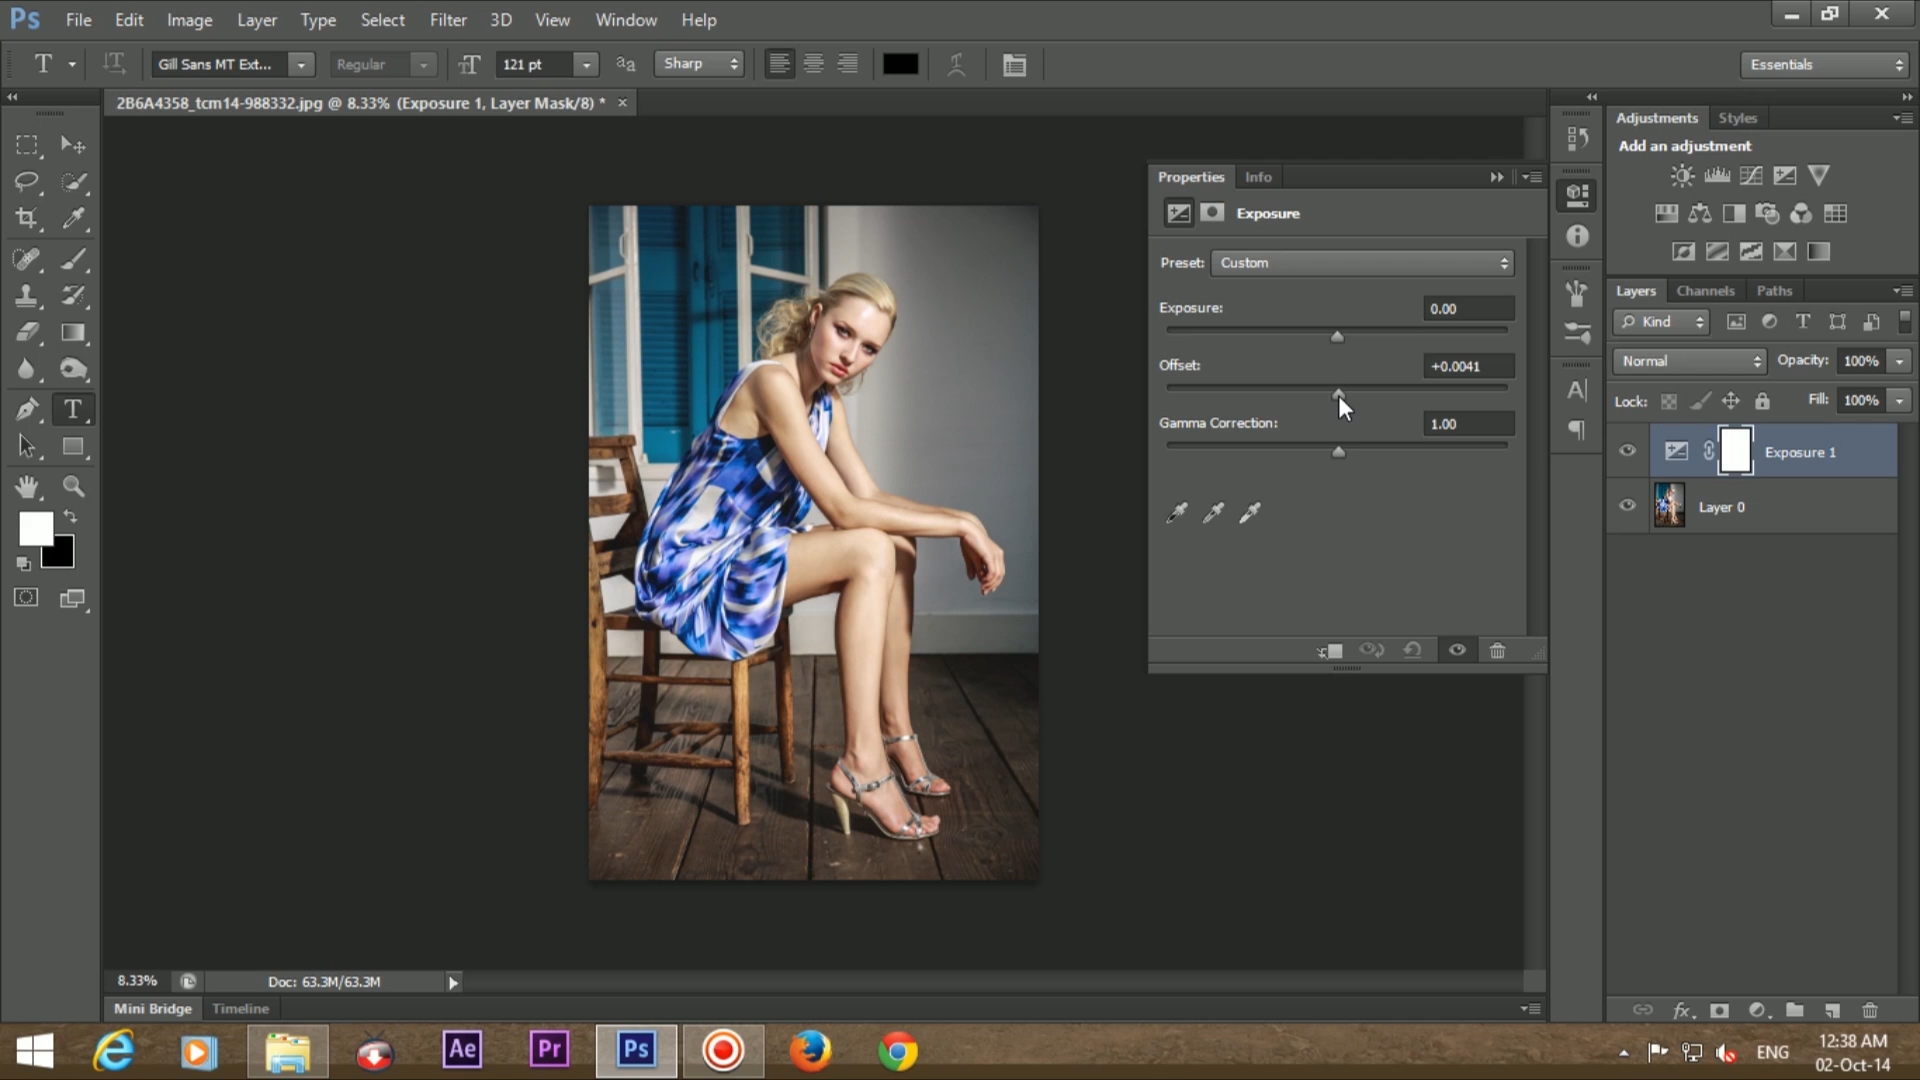 Ps File Edit Image Layer Type Select Filter 3D View Window Help
T Gill Sans MT Ext... Regular 121 pt Sharp Essentials
2B6A4358_tcm14-988332.jpg @ 8.33% (Exposure 1, Layer Mask/8) * ×
Adjustments Styles
Add an adjustment
Properties Info
Exposure
Preset: Custom
Exposure: 0.00
Offset: +0.0041
Gamma Correction: 1.00
Layers Channels Paths
Kind
Normal Opacity: 100%
Lock: Fill: 100%
Exposure 1
Layer 0
8.33% Doc: 63.3M/63.3M
Mini Bridge Timeline
Ae Pr Ps ENG 12:38 AM
02-Oct-14